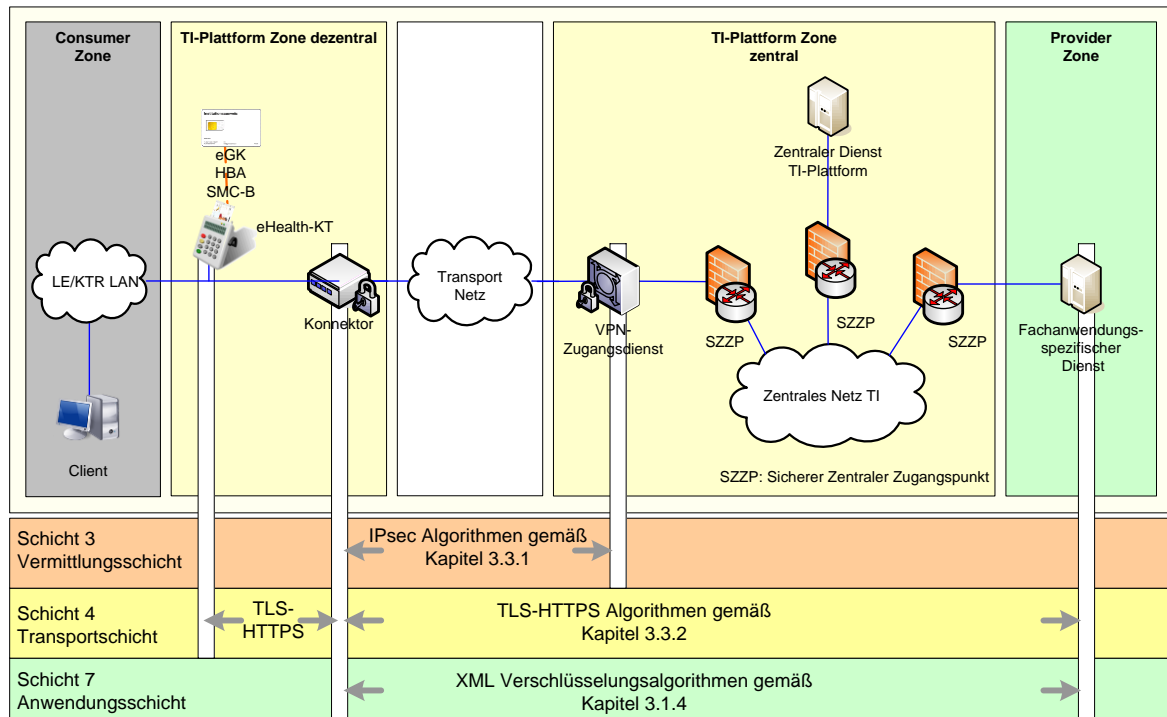 Consumer
Zone
TI-Plattform Zone dezentral
TI-Plattform Zone
zentral
Provider
Zone
eGK
HBA
SMC-B
eHealth-KT
LE/KTR LAN
Konnektor
Client
Transport
Netz
VPN-
Zugangsdienst
Zentraler Dienst
TI-Plattform
SZZP
SZZP
SZZP
Zentrales Netz TI
SZZP: Sicherer Zentraler Zugangspunkt
Fachanwendungs-
spezifischer
Dienst
Schicht 3
Vermittlungsschicht
IPsec Algorithmen gemäß
Kapitel 3.3.1
Schicht 4
Transportschicht
TLS-
HTTPS
TLS-HTTPS Algorithmen gemäß
Kapitel 3.3.2
Schicht 7
Anwendungsschicht
XML Verschlüsselungsalgorithmen gemäß
Kapitel 3.1.4